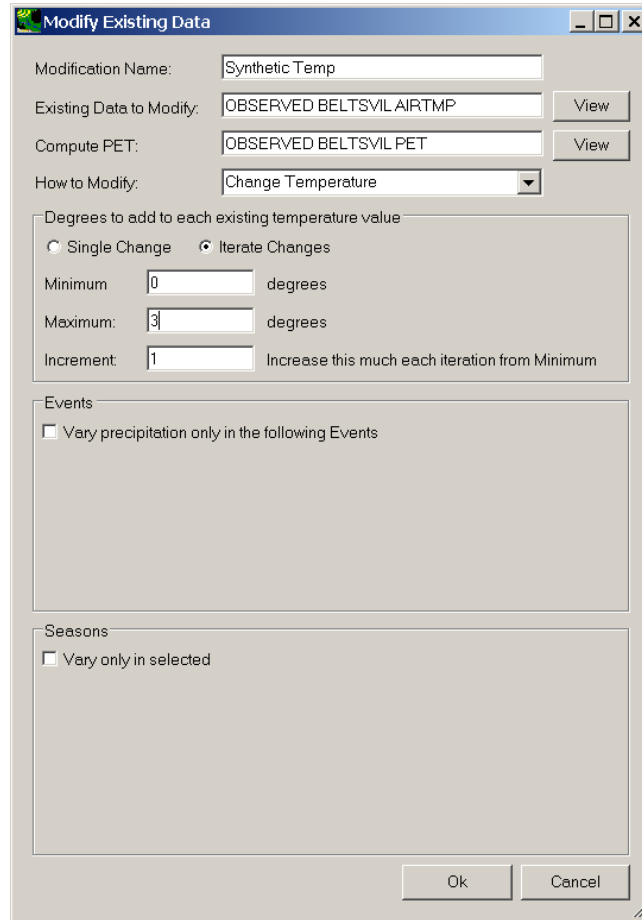 Modify Existing Data
Modification Name: Synthetic Temp
Existing Data to Modify: OBSERVED BELTSVIL AIRTMP View
Compute PET: OBSERVED BELTSVIL PET View
How to Modify: Change Temperature
Degrees to add to each existing temperature value
Single Change Iterate Changes
Minimum 0 degrees
Maximum: 3 degrees
Increment: 1 Increase this much each iteration from Minimum
Events
Vary precipitation only in the following Events
Seasons
Vary only in selected
Ok Cancel